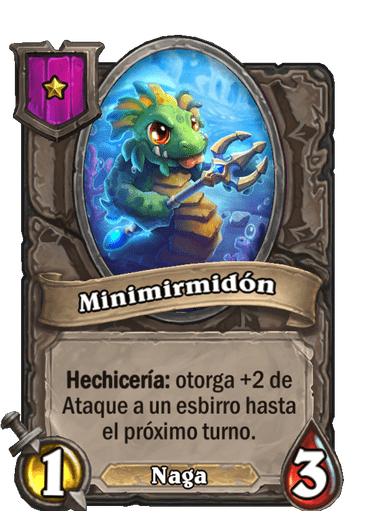 Minimirmidón
Hechicería: otorga +2 de
Ataque a un esbirro hasta
el próximo turno.
1
Naga
3